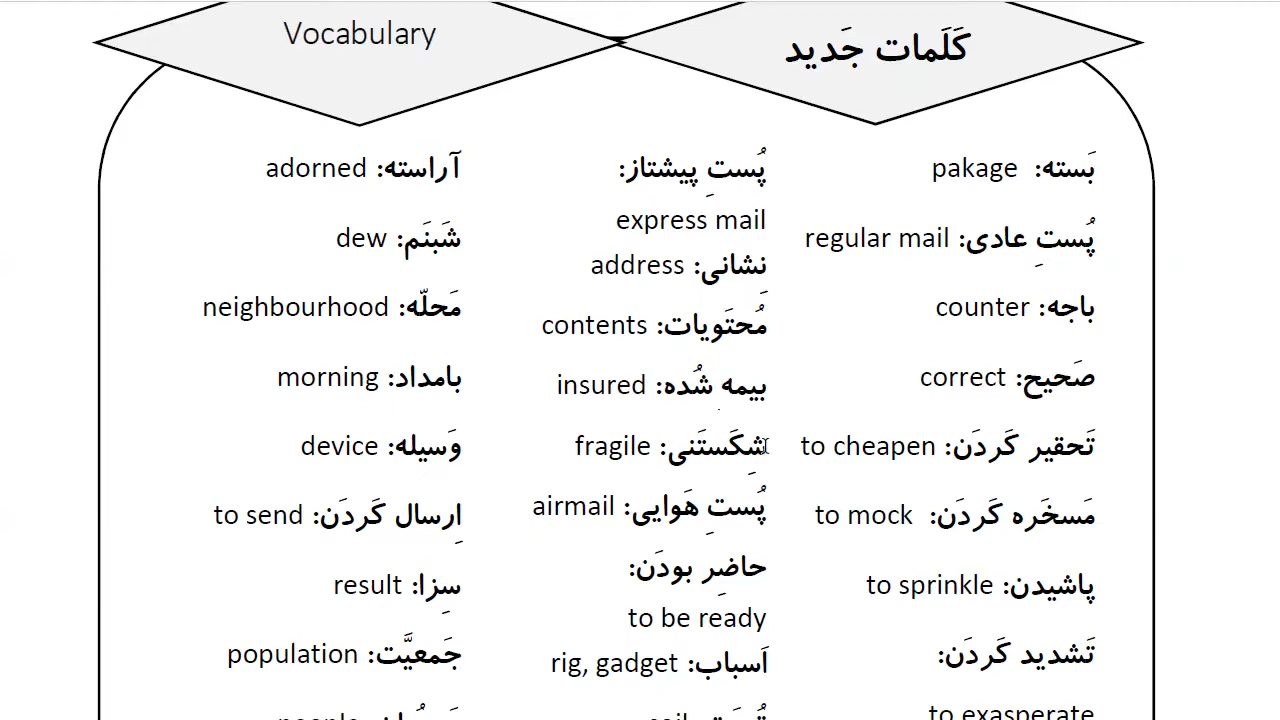 Vocabulary
کَلَمات جَدید
بَسته: pakage
پُستِ عادی: regular mail
باجه: counter
صَحیح: correct
تَحقیر کَردَن: to cheapen
مَسخَره کَردَن: to mock
پاشیدن: to sprinkle
تَشدید کَردَن:
to exasperate
پُستِ پیشتاز:
express mail
نشانی: address
مُحتَویات: contents
بیمه شُده: insured
شِکَستَنی: fragile
پُستِ هَوایی: airmail
حاضِر بودَن:
to be ready
اَسباب: rig, gadget
آراسته: adorned
شَبنَم: dew
مَحلّه: neighbourhood
بامداد: morning
وَسیله: device
اِرسال کَردَن: to send
سِزا: result
جَمعیَّت: population
people